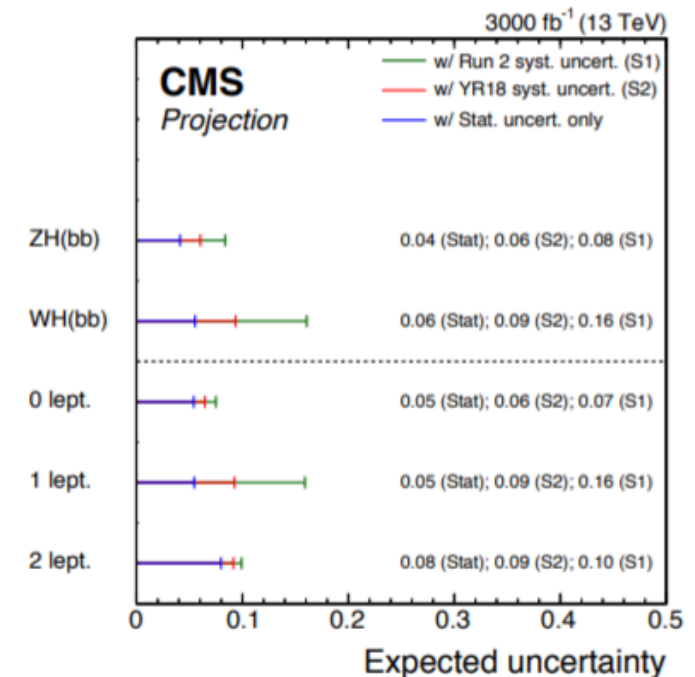 3000 fb⁻¹ (13 TeV)
CMS
Projection
w/ Run 2 syst. uncert. (S1)
w/ YR18 syst. uncert. (S2)
w/ Stat. uncert. only
ZH(bb) 0.04 (Stat); 0.06 (S2); 0.08 (S1)
WH(bb) 0.06 (Stat); 0.09 (S2); 0.16 (S1)
0 lept. 0.05 (Stat); 0.06 (S2); 0.07 (S1)
1 lept. 0.05 (Stat); 0.09 (S2); 0.16 (S1)
2 lept. 0.08 (Stat); 0.09 (S2); 0.10 (S1)
0 0.1 0.2 0.3 0.4 0.5
Expected uncertainty